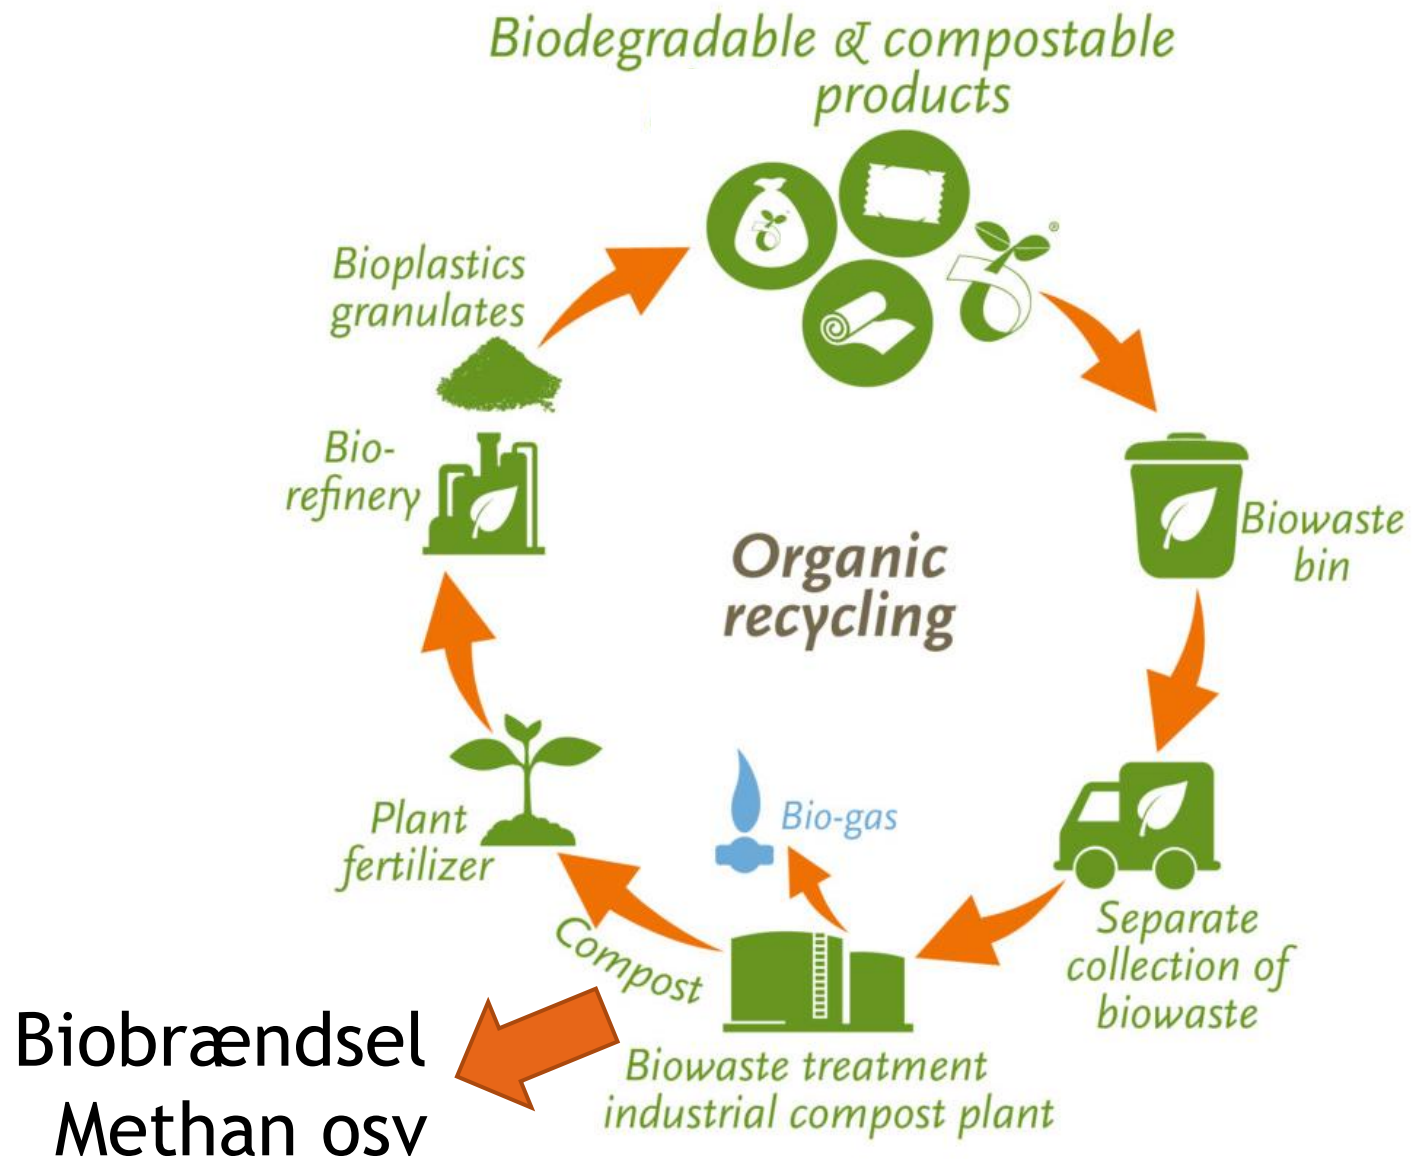 Biodegradable & compostable
products
®
Bioplastics
granulates
Bio-
refinery
Biowaste
bin
Organic
recycling
Bio-gas
Plant
fertilizer
Separate
collection of
biowaste
Compost
Biowaste treatment
industrial compost plant
Biobrændsel
Methan osv